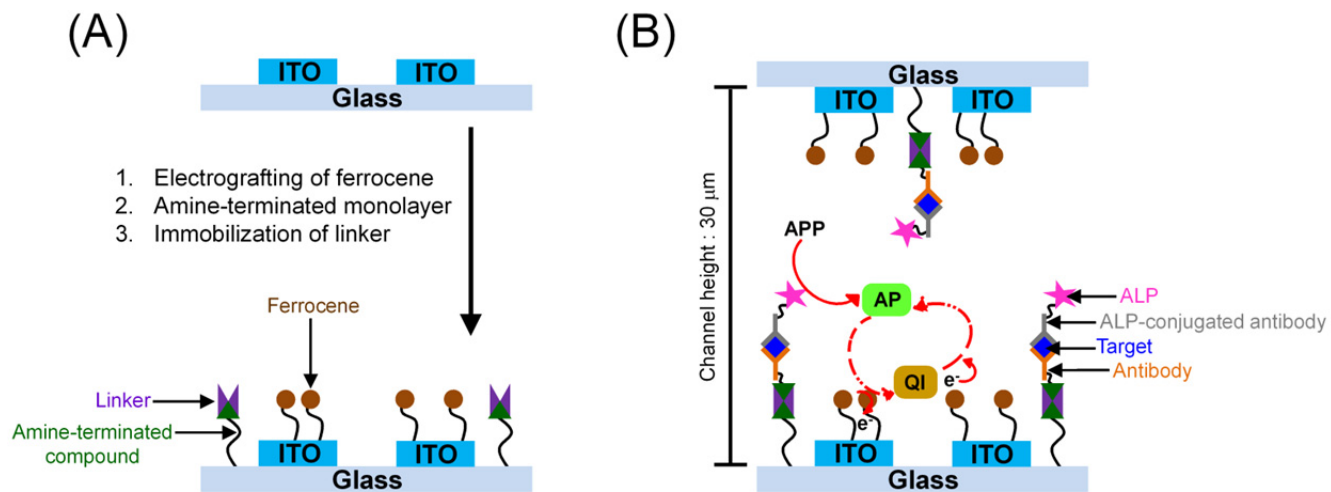 (A)
ITO ITO
Glass
1. Electrografting of ferrocene
2. Amine-terminated monolayer
3. Immobilization of linker
Ferrocene
Linker
Amine-terminated
compound
ITO ITO
Glass
(B)
Glass
ITO ITO
Channel height : 30 μm
APP
AP
ALP
ALP-conjugated antibody
Target
Antibody
QI e-
e-
ITO ITO
Glass